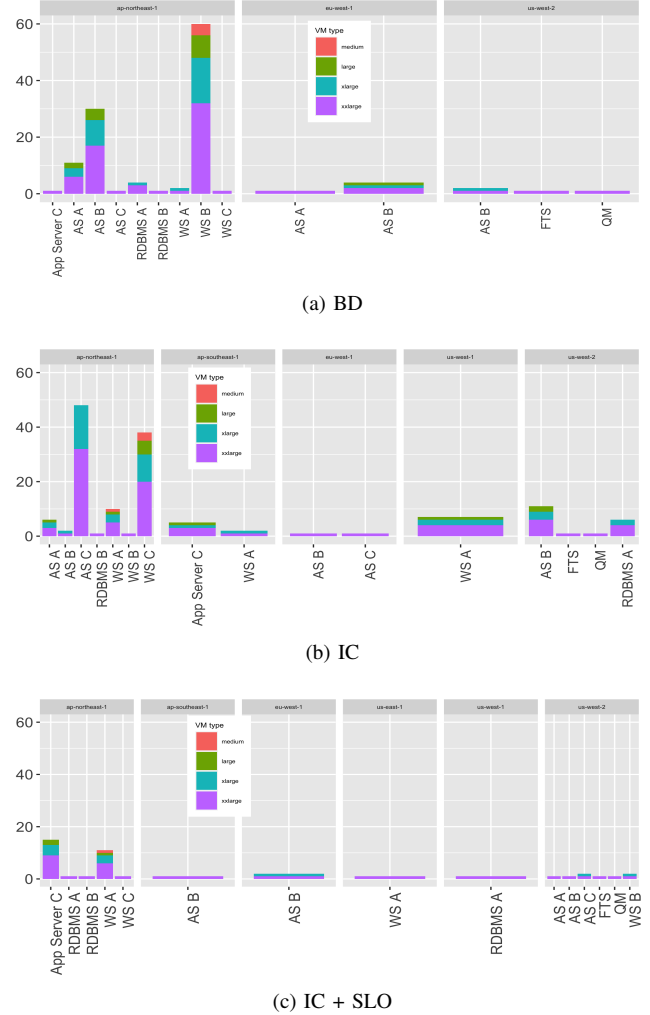 ap-northeast-1 eu-west-1 us-west-2
60
40
20
0
VM type
medium
large
xlarge
xxlarge
App Server C
AS A
AS B
AS C
RDBMS A
RDBMS B
WS A
WS B
WS C
AS A
AS B
AS B
FTS
QM
(a) BD
ap-northeast-1 ap-southeast-1 eu-west-1 us-west-1 us-west-2
60
40
20
0
VM type
medium
large
xlarge
xxlarge
AS A
AS B
AS C
RDBMS B
WS A
WS B
WS C
App Server C
WS A
AS B
AS C
WS A
AS B
FTS
QM
RDBMS A
(b) IC
ap-northeast-1 ap-southeast-1 eu-west-1 us-east-1 us-west-1 us-west-2
60
40
20
0
VM type
medium
large
xlarge
xxlarge
App Server C
RDBMS A
RDBMS B
WS A
WS C
AS B
AS B
WS A
RDBMS A
AS A
AS B
AS C
FTS
QM
WS B
(c) IC + SLO